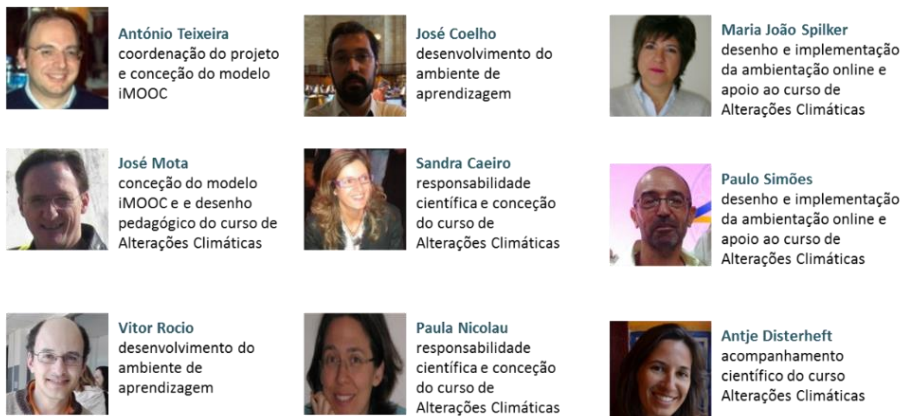 António Teixeira
coordenação do projeto
e conceção do modelo
iMOOC
José Coelho
desenvolvimento do
ambiente de
aprendizagem
Maria João Spilker
desenho e implementação
da ambientação online e
apoio ao curso de
Alterações Climáticas
José Mota
conceção do modelo
iMOOC e e desenho
pedagógico do curso de
Alterações Climáticas
Sandra Caeiro
responsabilidade
científica e conceção
do curso de
Alterações Climáticas
Paulo Simões
desenho e implementação
da ambientação online e
apoio ao curso de
Alterações Climáticas
Vitor Rocio
desenvolvimento do
ambiente de
aprendizagem
Paula Nicolau
responsabilidade
científica e conceção
do curso de
Alterações Climáticas
Antje Disterheft
acompanhamento
científico do curso
Alterações Climáticas